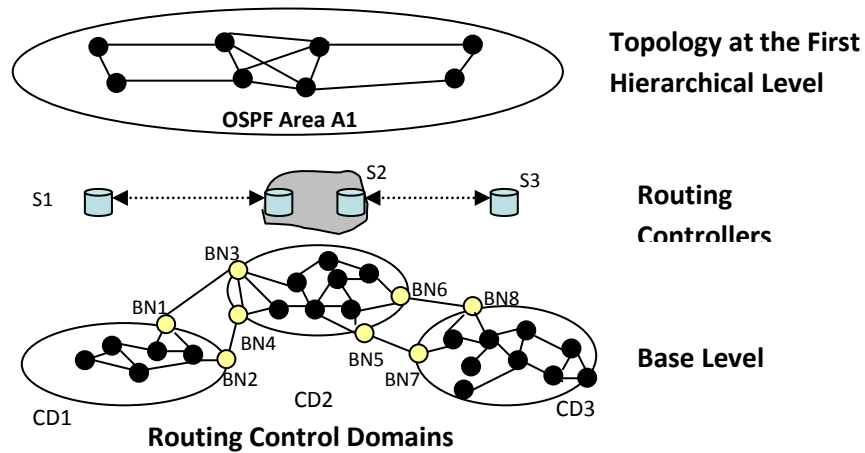 Topology at the First
Hierarchical Level
OSPF Area A1
S1
S2
S3
Routing
Controllers
BN3
BN6
BN8
BN1
BN4
BN5
BN7
BN2
Base Level
CD1
CD2
CD3
Routing Control Domains